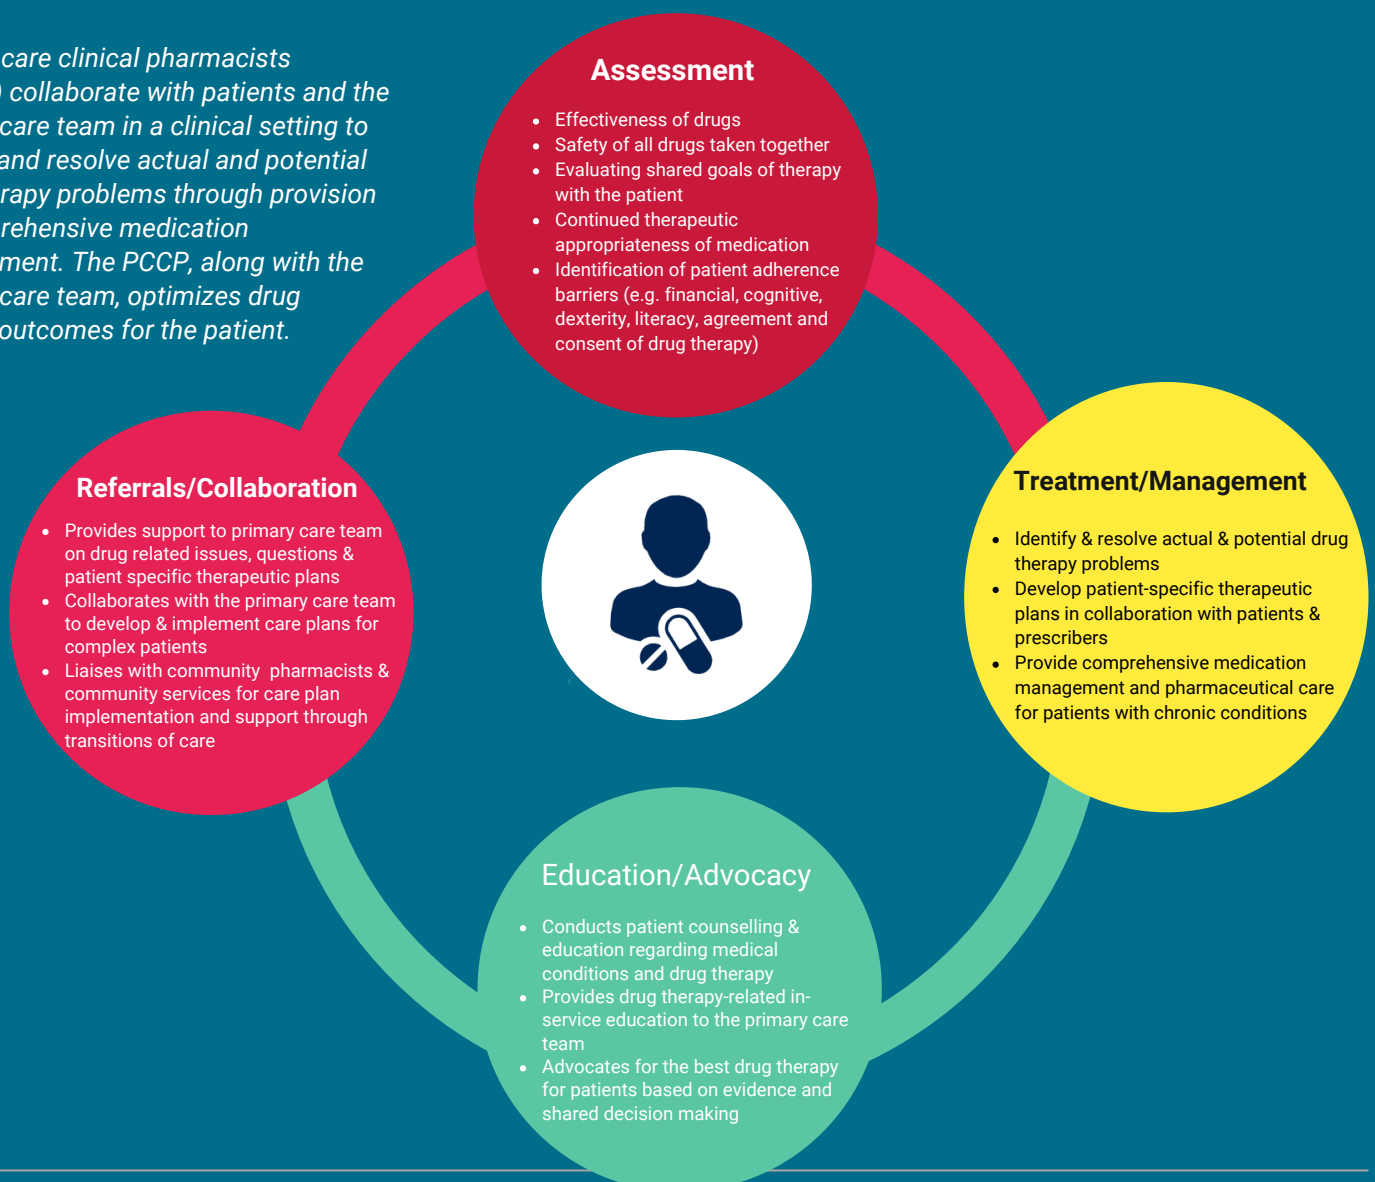 care clinical pharmacists
) collaborate with patients and the
care team in a clinical setting to
and resolve actual and potential
rapy problems through provision
rehensive medication
ment. The PCCP, along with the
care team, optimizes drug
outcomes for the patient.
Assessment
• Effectiveness of drugs
• Safety of all drugs taken together
• Evaluating shared goals of therapy
with the patient
• Continued therapeutic
appropriateness of medication
• Identification of patient adherence
barriers (e.g. financial, cognitive,
dexterity, literacy, agreement and
consent of drug therapy)
Referrals/Collaboration
• Provides support to primary care team
on drug related issues, questions &
patient specific therapeutic plans
• Collaborates with the primary care team
to develop & implement care plans for
complex patients
• Liaises with community pharmacists &
community services for care plan
implementation and support through
transitions of care
Treatment/Management
• Identify & resolve actual & potential drug
therapy problems
• Develop patient-specific therapeutic
plans in collaboration with patients &
prescribers
• Provide comprehensive medication
management and pharmaceutical care
for patients with chronic conditions
Education/Advocacy
• Conducts patient counselling &
education regarding medical
conditions and drug therapy
• Provides drug therapy-related in-
service education to the primary care
team
• Advocates for the best drug therapy
for patients based on evidence and
shared decision making